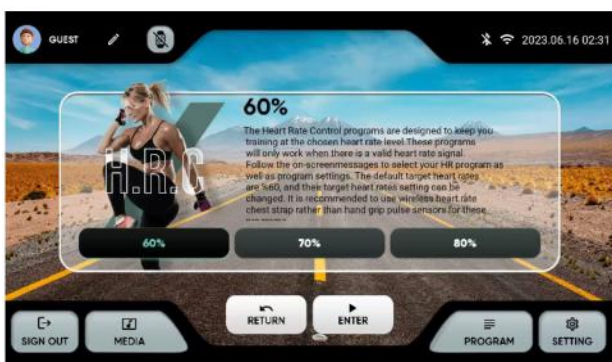 GUEST
2023.06.16 02:31
60%
The Heart Rate Control programs are designed to keep you
training at the chosen heart rate level.These programs
will only work when there is a valid heart rate signal.
Follow the on-screenmessages to select your HR program as
well as program settings. The default target heart rates
are %60, and their target heart rates setting can be
changed. It is recommended to use wireless heart rate
chest strap rather than hand grip pulse sensors for these
H.R.C
60%
70%
80%
RETURN
ENTER
SIGN OUT
MEDIA
PROGRAM
SETTING